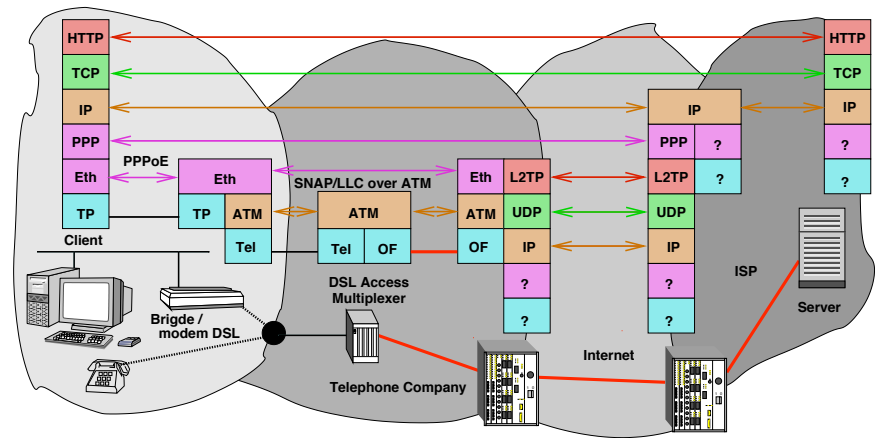 HTTP HTTP
TCP TCP
IP IP IP
PPP PPP ?
PPPoE
Eth Eth Eth L2TP L2TP ? ?
SNAP/LLC over ATM
TP TP ATM ATM ATM UDP UDP
Tel Tel OF OF IP IP
Client
? ?
? ?
DSL Access
Multiplexer
ISP
Server
Brigde /
modem DSL
Internet
Telephone Company
?